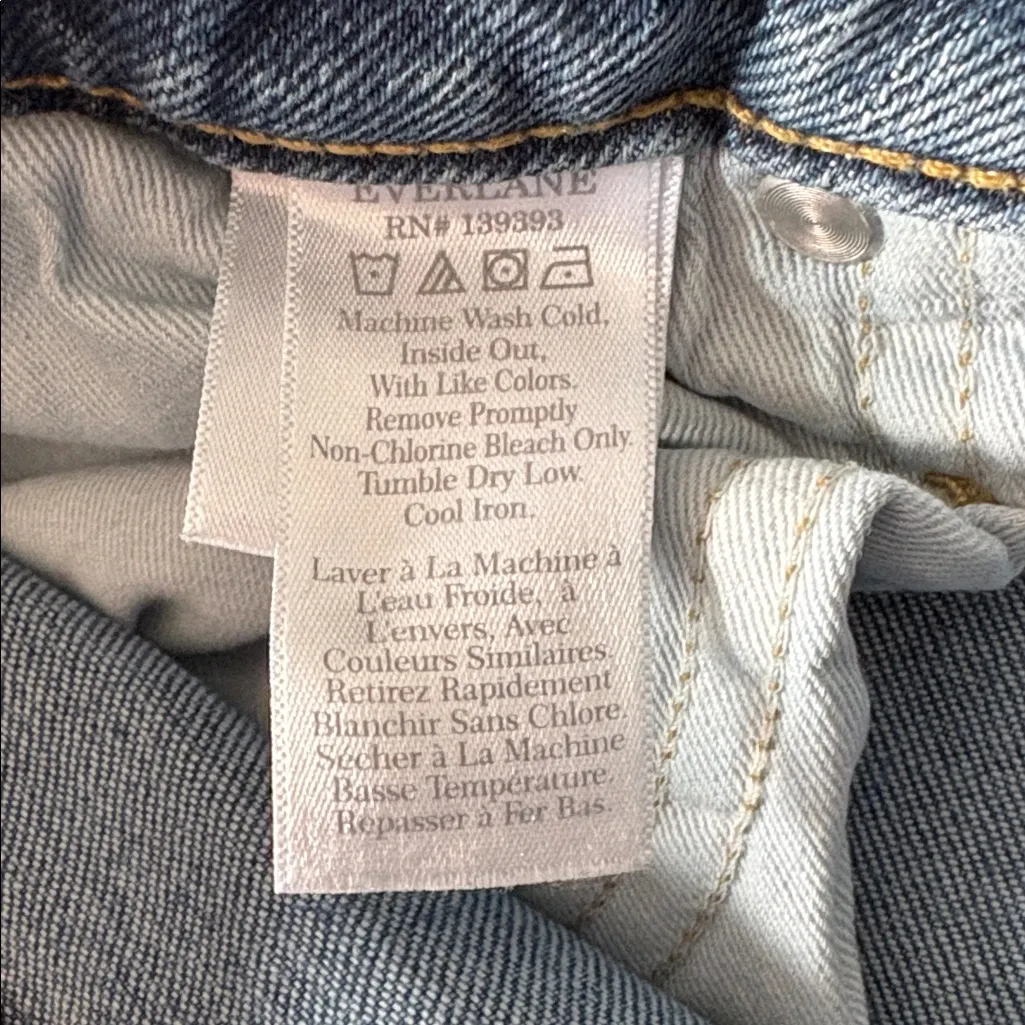 EVERLANE
RN# 139393
Machine Wash Cold,
Inside Out,
With Like Colors.
Remove Promptly
Non-Chlorine Bleach Only
Tumble Dry Low
Cool Iron.
Laver à La Machine à
L'eau Froide, à
L'envers, Avec
Couleurs Similaires.
Retirez Rapidement
Blanchir Sans Chlore.
Sécher à La Machine
Basse Température.
Repasser à Fer Bas.